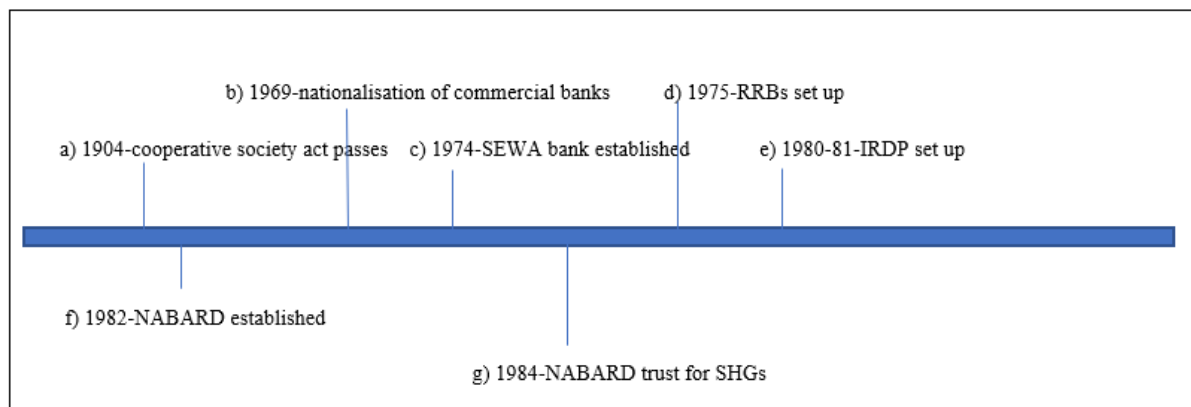 b) 1969-nationalisation of commercial banks
d) 1975-RRBs set up
a) 1904-cooperative society act passes
c) 1974-SEWA bank established
e) 1980-81-IRDP set up
f) 1982-NABARD established
g) 1984-NABARD trust for SHGs